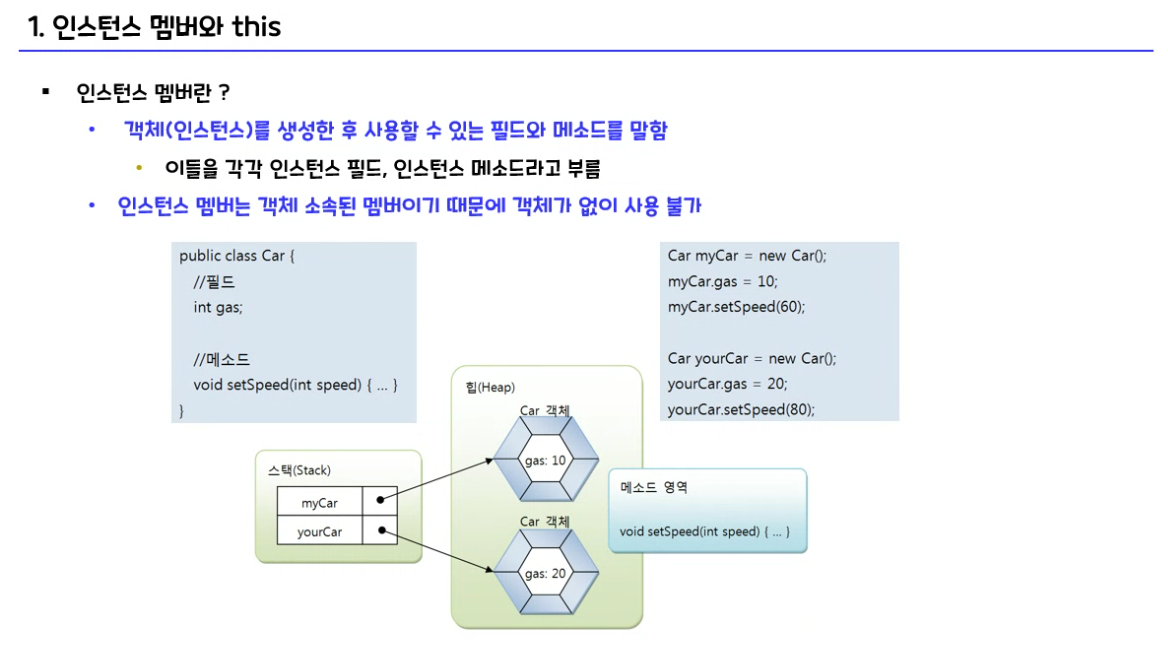 1. 인스턴스 멤버와 this
▪ 인스턴스 멤버란 ?
• 객체(인스턴스)를 생성한 후 사용할 수 있는 필드와 메소드를 말함
• 이들을 각각 인스턴스 필드, 인스턴스 메소드라고 부름
• 인스턴스 멤버는 객체 소속된 멤버이기 때문에 객체가 없이 사용 불가
public class Car {
//필드
int gas;
//메소드
void setSpeed(int speed) { ... }
}
Car myCar = new Car();
myCar.gas = 10;
myCar.setSpeed(60);
Car yourCar = new Car();
yourCar.gas = 20;
yourCar.setSpeed(80);
스택(Stack)
myCar
yourCar
힙(Heap)
Car 객체
gas: 10
Car 객체
gas: 20
메소드 영역
void setSpeed(int speed) { ... }